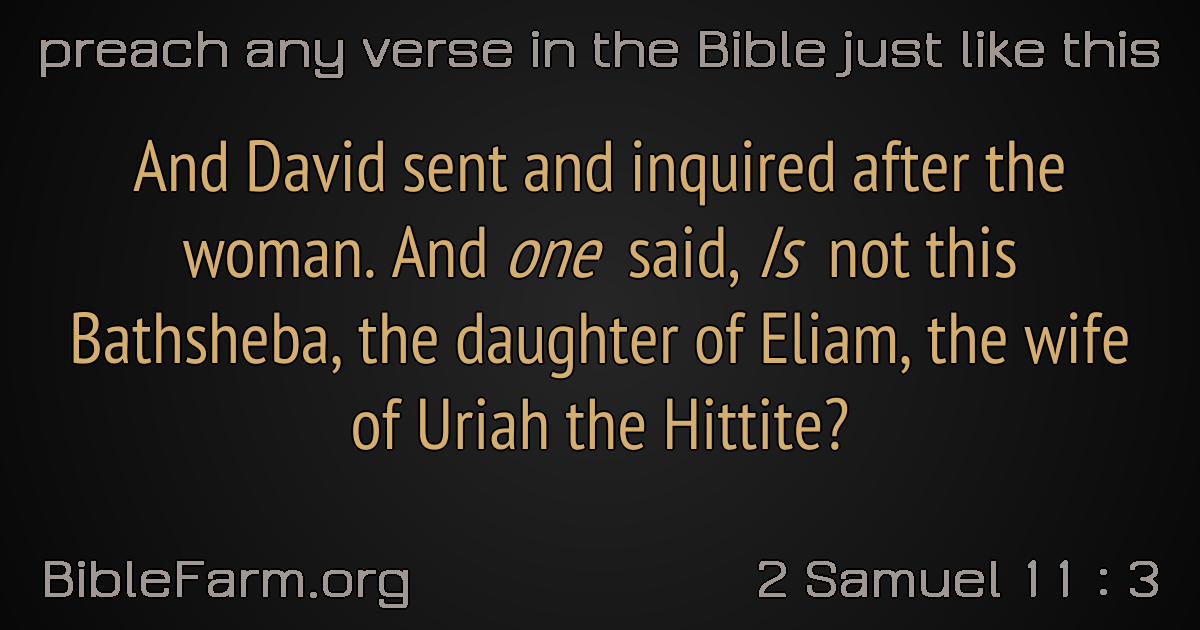 preach any verse in the Bible just like this
And David sent and inquired after the
woman. And one said, Is not this
Bathsheba, the daughter of Eliam, the wife
of Uriah the Hittite?
BibleFarm.org
2 Samuel 11 : 3